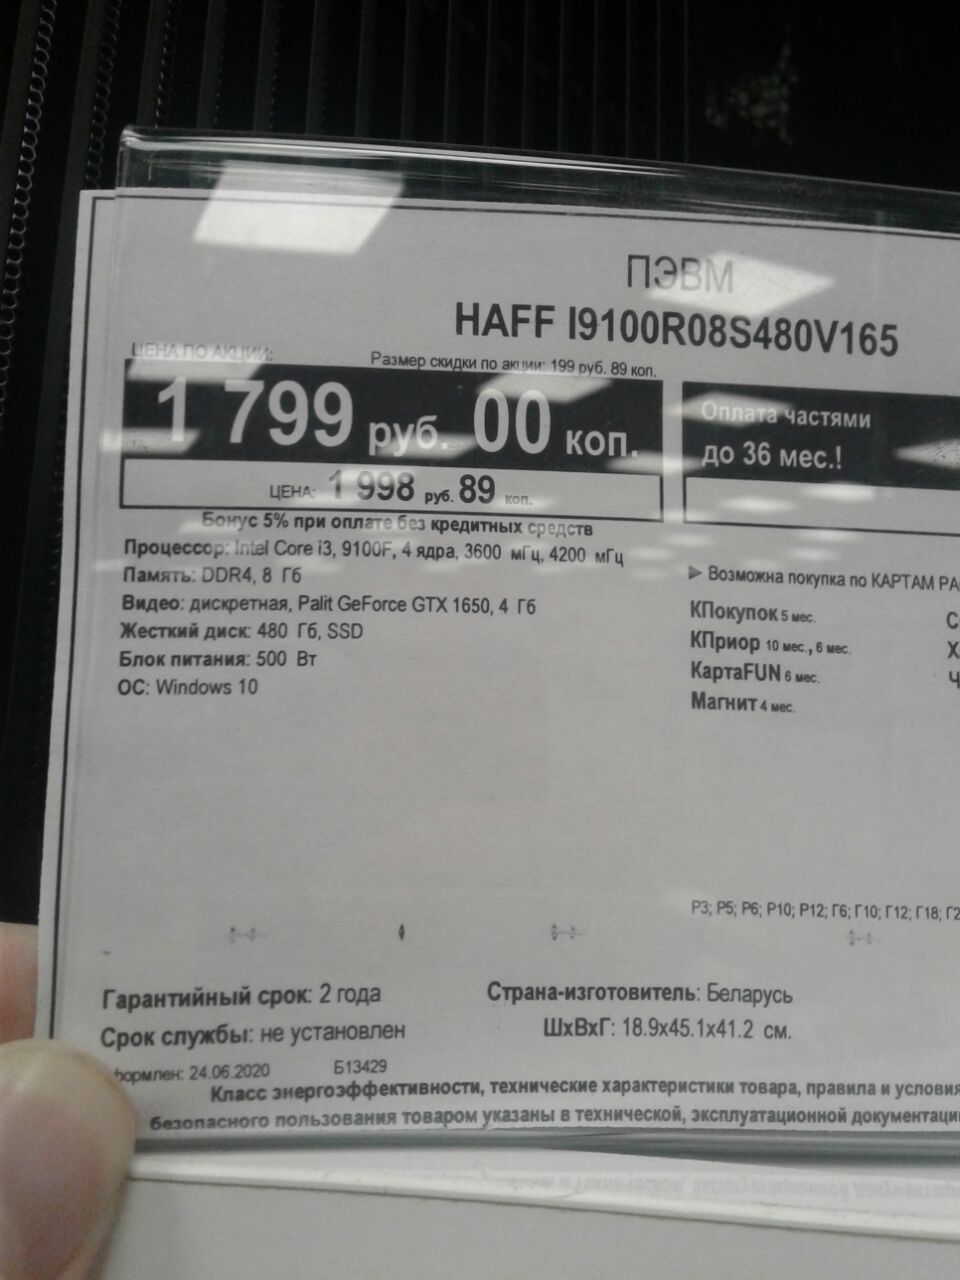 ПЭВМ
HAFF I9100R08S480V165
ЦЕНА ПО АКЦИИ:
Размер скидки по акции: 199 руб. 89 коп.
1 799 руб. 00 коп.
ЦЕНА: 1 998 руб. 89 коп.
Бонус 5% при оплате без кредитных средств
Оплата частями
до 36 мес.!
Процессор: Intel Core i3, 9100F, 4 ядра, 3600 мГц, 4200 мГц
Память: DDR4, 8 Гб
Видео: дискретная, Palit GeForce GTX 1650, 4 Гб
Жесткий диск: 480 Гб, SSD
Блок питания: 500 Вт
ОС: Windows 10
Возможна покупка по КАРТАМ РА
КПокупок 5 мес.
КПриор 10 мес., 6 мес.
КартаFUN 6 мес.
Магнит 4 мес.
С
Х
Ч
Р3; Р5; Р6; Р10; Р12; Г6; Г10; Г12; Г18; Г2
Гарантийный срок: 2 года
Срок службы: не установлен
Страна-изготовитель: Беларусь
ШхВхГ: 18.9x45.1x41.2 см.
формлен: 24.06.2020 Б13429
Класс энергоэффективности, технические характеристики товара, правила и условия
безопасного пользования товаром указаны в технической, эксплуатационной документаци